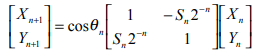 [X_{n+1}; Y_{n+1}] = cosθ_n [1, -S_n 2^{-n}; S_n 2^{-n}, 1] [X_n; Y_n]